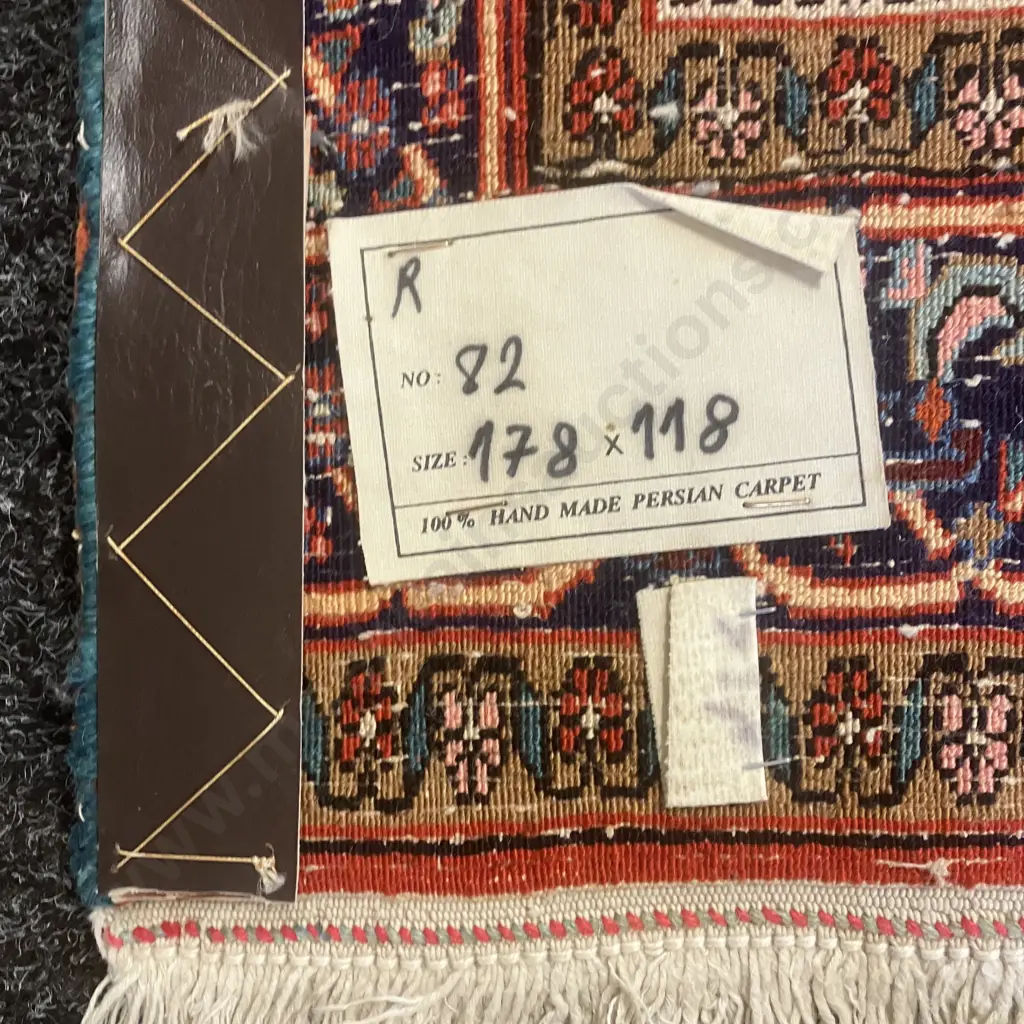 R
NO: 82
SIZE: 178 x 118
100% HAND MADE PERSIAN CARPET